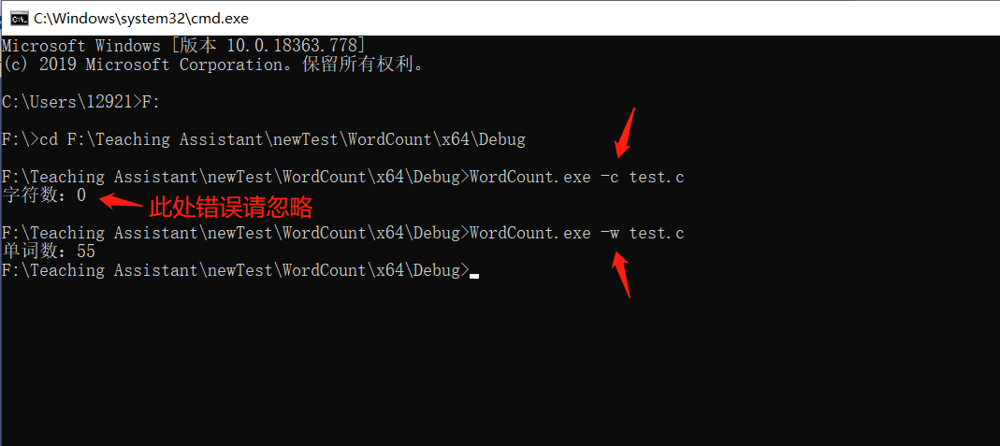 C:\Windows\system32\cmd.exe
Microsoft Windows [版本 10.0.18363.778]
(c) 2019 Microsoft Corporation。保留所有权利。
C:\Users\12921>F:
F:\>cd F:\Teaching Assistant\newTest\WordCount\x64\Debug
F:\Teaching Assistant\newTest\WordCount\x64\Debug>WordCount.exe -c test.c
字符数：0
此处错误请忽略
F:\Teaching Assistant\newTest\WordCount\x64\Debug>WordCount.exe -w test.c
单词数：55
F:\Teaching Assistant\newTest\WordCount\x64\Debug>